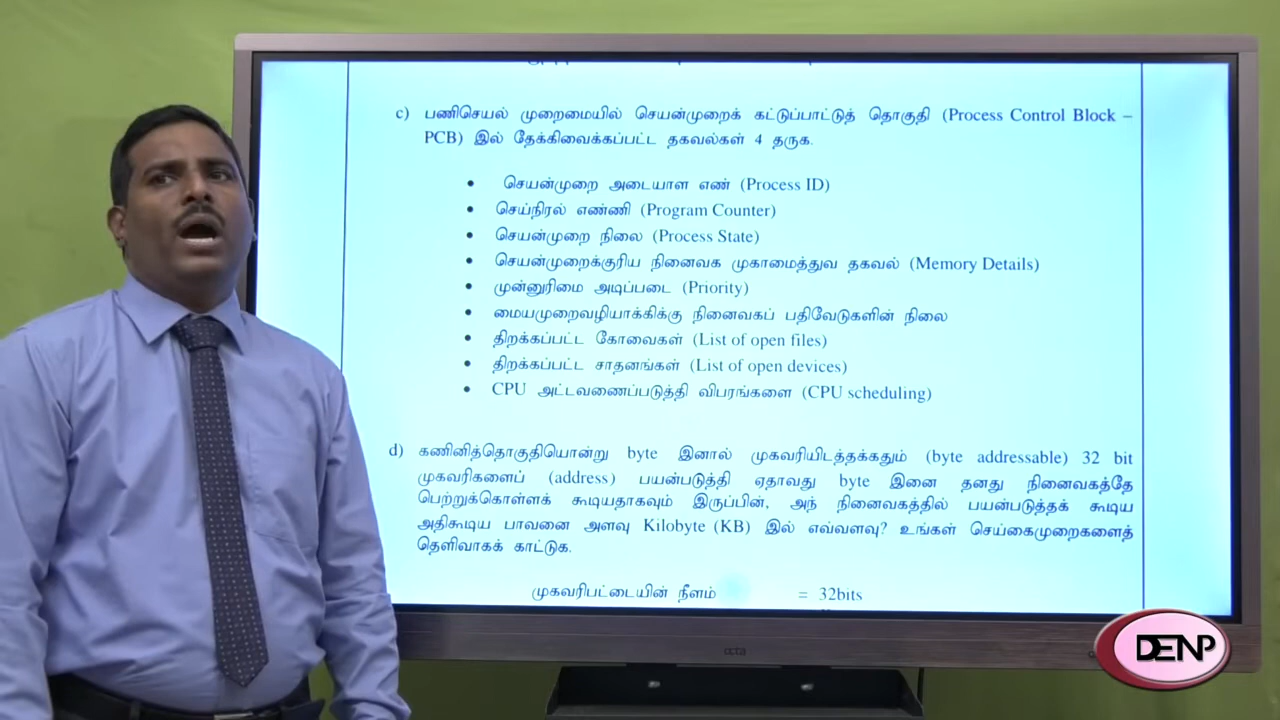 c) பணிசெயல் முறைமையில் செயன்முறைக் கட்டுப்பாட்டுத் தொகுதி (Process Control Block –
PCB) இல் தேக்கிவைக்கப்பட்ட தகவல்கள் 4 தருக.
• செயன்முறை அடையாள எண் (Process ID)
• செய்நிரல் எண்ணி (Program Counter)
• செயன்முறை நிலை (Process State)
• செயன்முறைக்குரிய நினைவக முகாமைத்துவ தகவல் (Memory Details)
• முன்னுரிமை அடிப்படை (Priority)
• மையமுறைவழியாக்கிக்கு நினைவகப் பதிவேடுகளின் நிலை
• திறக்கப்பட்ட கோவைகள் (List of open files)
• திறக்கப்பட்ட சாதனங்கள் (List of open devices)
• CPU அட்டவணைப்படுத்தி விபரங்களை (CPU scheduling)
d) கணினித்தொகுதியொன்று byte இனால் முகவரியிடத்தக்கதும் (byte addressable) 32 bit
முகவரிகளைப் (address) பயன்படுத்தி ஏதாவது byte இனை தனது நினைவகத்தே
பெற்றுக்கொள்ளக் கூடியதாகவும் இருப்பின், அந் நினைவகத்தில் பயன்படுத்தக் கூடிய
அதிகூடிய பாவனை அளவு Kilobyte (KB) இல் எவ்வளவு? உங்கள் செய்கைமுறைகளைத்
தெளிவாகக் காட்டுக.
முகவரிபட்டையின் நீளம் = 32bits
DENP